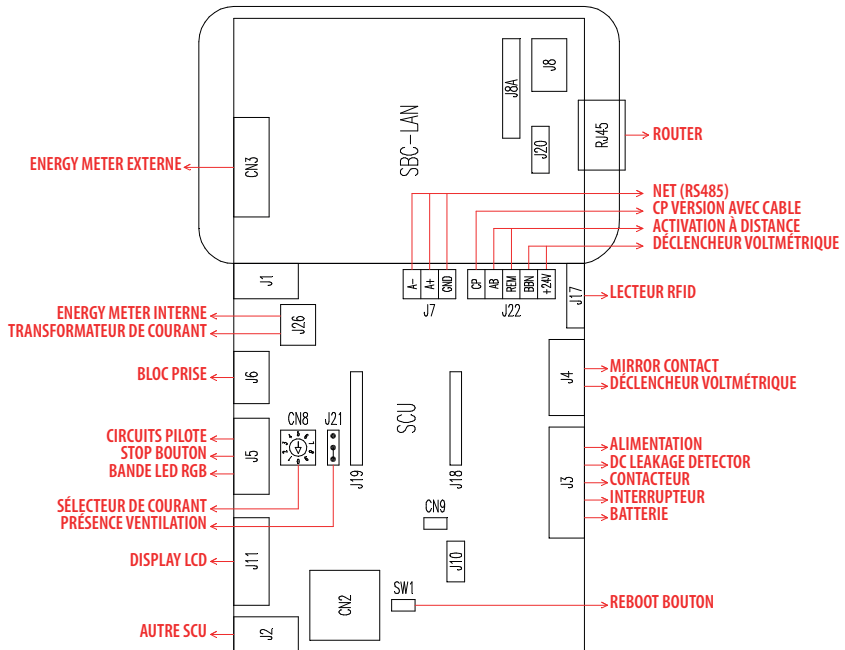 J8A
J8
J20
RJ45
ROUTER
SBC-LAN
CN3
ENERGY METER EXTERNE
NET (RS485)
CP VERSION AVEC CABLE
ACTIVATION À DISTANCE
DÉCLENCHEUR VOLTMÉTRIQUE
J1
A-
A+
GND
J7
CP
AB
REM
BBN
+24V
J22
J17
LECTEUR RFID
ENERGY METER INTERNE
TRANSFORMATEUR DE COURANT
J26
BLOC PRISE
J6
J4
MIRROR CONTACT
DÉCLENCHEUR VOLTMÉTRIQUE
CIRCUITS PILOTE
STOP BOUTON
BANDE LED RGB
J5
CN8
J21
SCU
J19
J18
J3
ALIMENTATION
DC LEAKAGE DETECTOR
CONTACTEUR
INTERRUPTEUR
BATTERIE
SÉLECTEUR DE COURANT
PRÉSENCE VENTILATION
CN9
DISPLAY LCD
J11
J10
CN2
SW1
REBOOT BOUTON
AUTRE SCU
J2